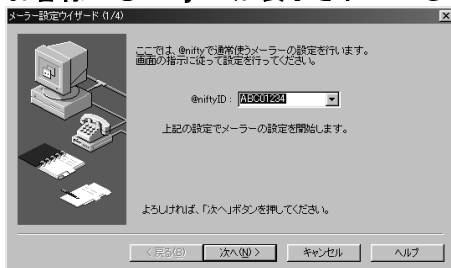 メーラー設定ウイザード (1/4)
ここでは、@niftyで通常使うメーラーの設定を行います。
画面の指示に従って設定を行ってください。
@niftyID : ABC01234
上記の設定でメーラーの設定を開始します。
よろしければ、「次へ」ボタンを押してください。
< 戻る(B)
次へ(N) >
キャンセル
ヘルプ